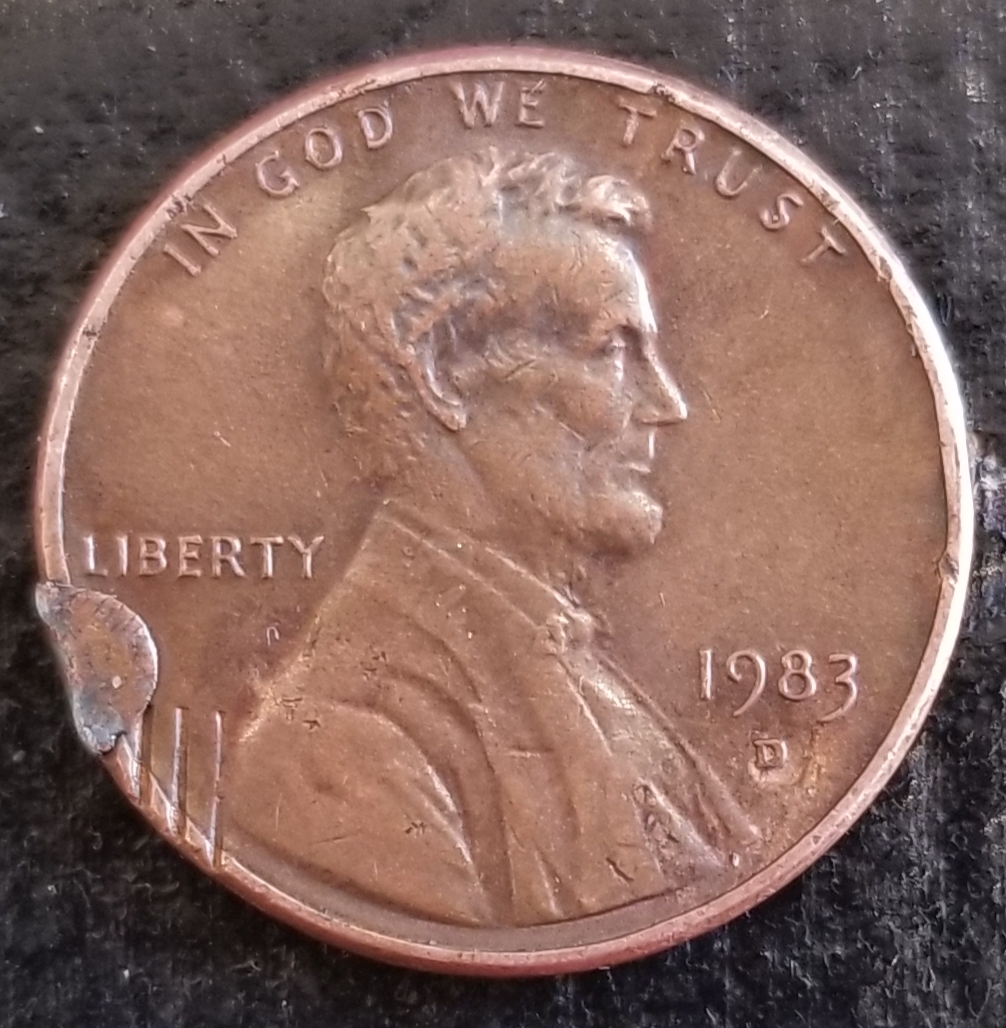 IN GOD WE TRUST
LIBERTY
1983
D